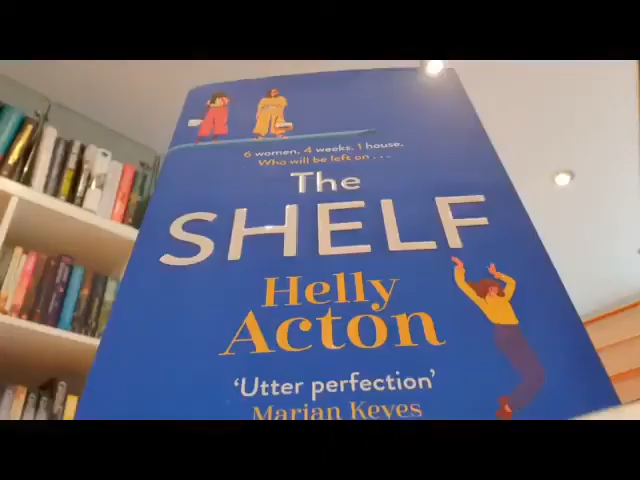 6 women. 4 weeks. 1 house.
Who will be left on . . .
The
SHELF
Helly
Acton
'Utter perfection'
Marian Keyes